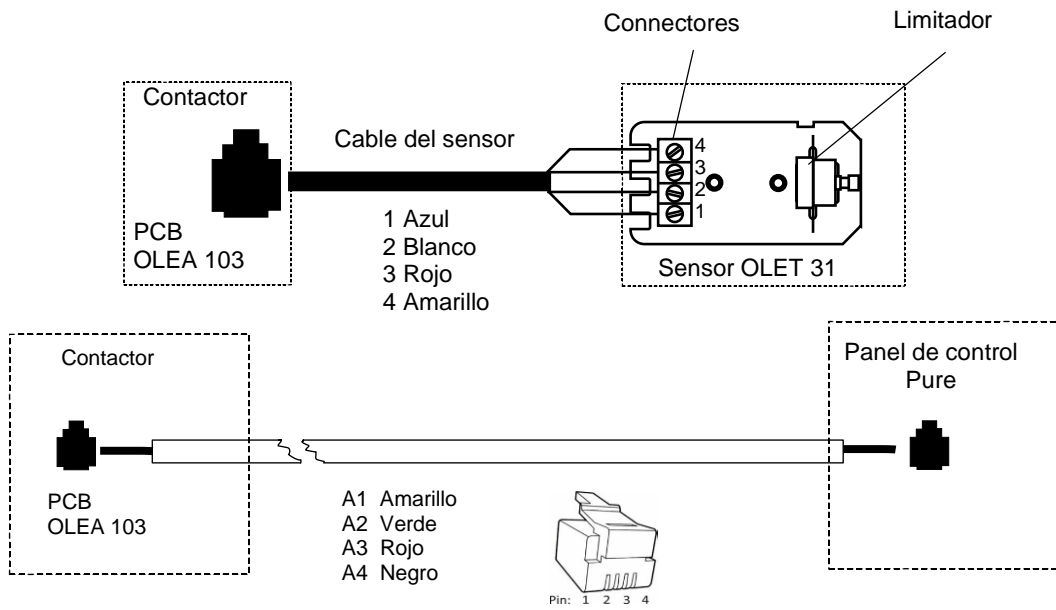 Connectores
Limitador
Contactor
Cable del sensor
4
3
2
1
1 Azul
2 Blanco
3 Rojo
4 Amarillo
PCB
OLEA 103
Sensor OLET 31
Contactor
Panel de control
Pure
PCB
OLEA 103
A1 Amarillo
A2 Verde
A3 Rojo
A4 Negro
Pin: 1 2 3 4